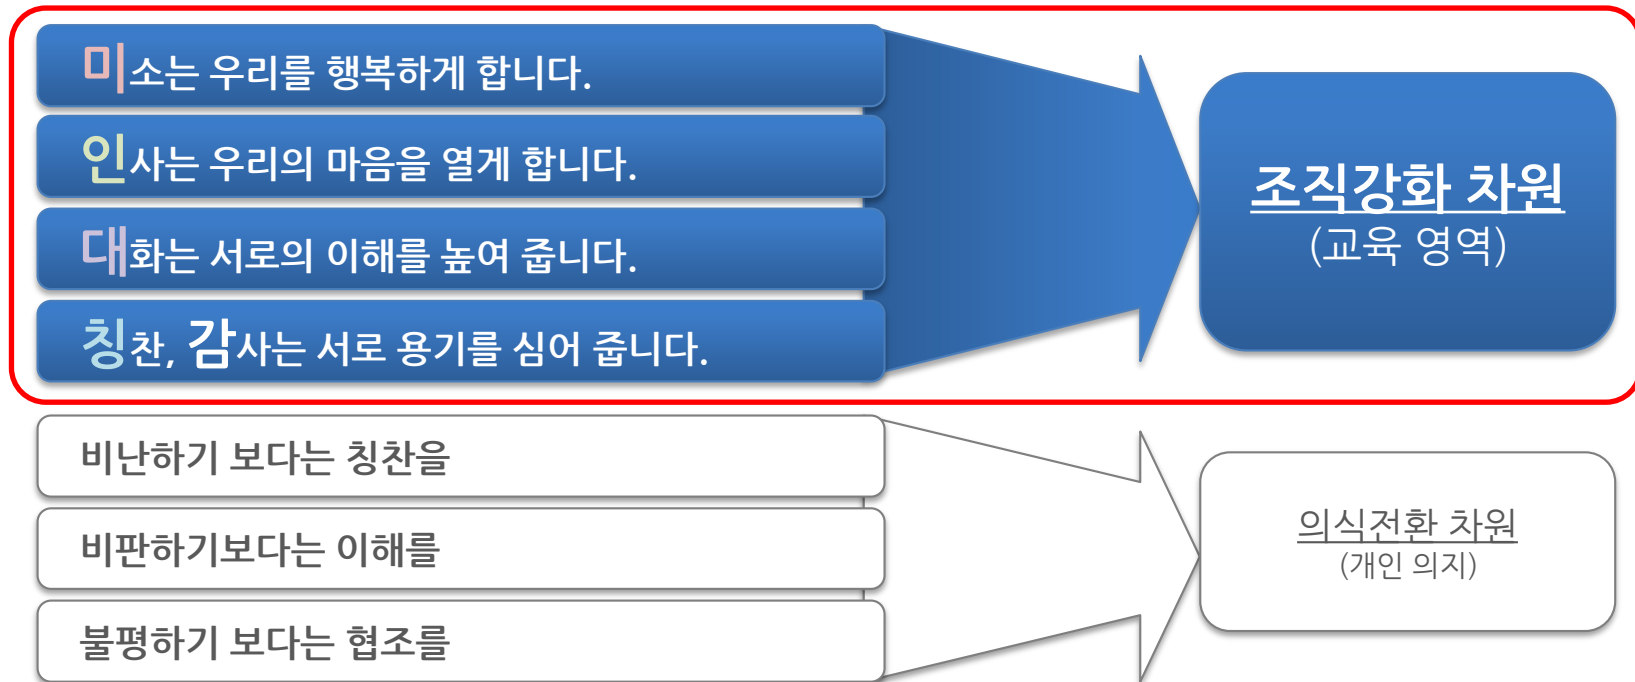 미소는 우리를 행복하게 합니다.
인사는 우리의 마음을 열게 합니다.
대화는 서로의 이해를 높여 줍니다.
칭찬, 감사는 서로 용기를 심어 줍니다.
조직강화 차원
(교육 영역)
비난하기 보다는 칭찬을
비판하기보다는 이해를
불평하기 보다는 협조를
의식전환 차원
(개인 의지)